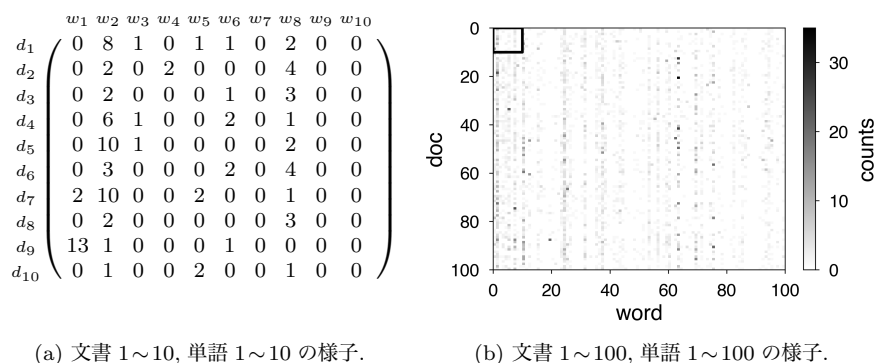 w1 w2 w3 w4 w5 w6 w7 w8 w9 w10
d1 0 8 1 0 1 1 0 2 0 0
d2 0 2 0 2 0 0 0 4 0 0
d3 0 2 0 0 0 1 0 3 0 0
d4 0 6 1 0 0 2 0 1 0 0
d5 0 10 1 0 0 0 0 2 0 0
d6 0 3 0 0 0 2 0 4 0 0
d7 2 10 0 0 2 0 0 1 0 0
d8 0 2 0 0 0 0 0 3 0 0
d9 13 1 0 0 0 1 0 0 0 0
d10 0 1 0 0 2 0 0 1 0 0
(a) 文書 1~10, 単語 1~10 の様子.
0
20
40
60
80
100
doc
0 20 40 60 80 100
word
30
20
10
0
counts
(b) 文書 1~100, 単語 1~100 の様子.